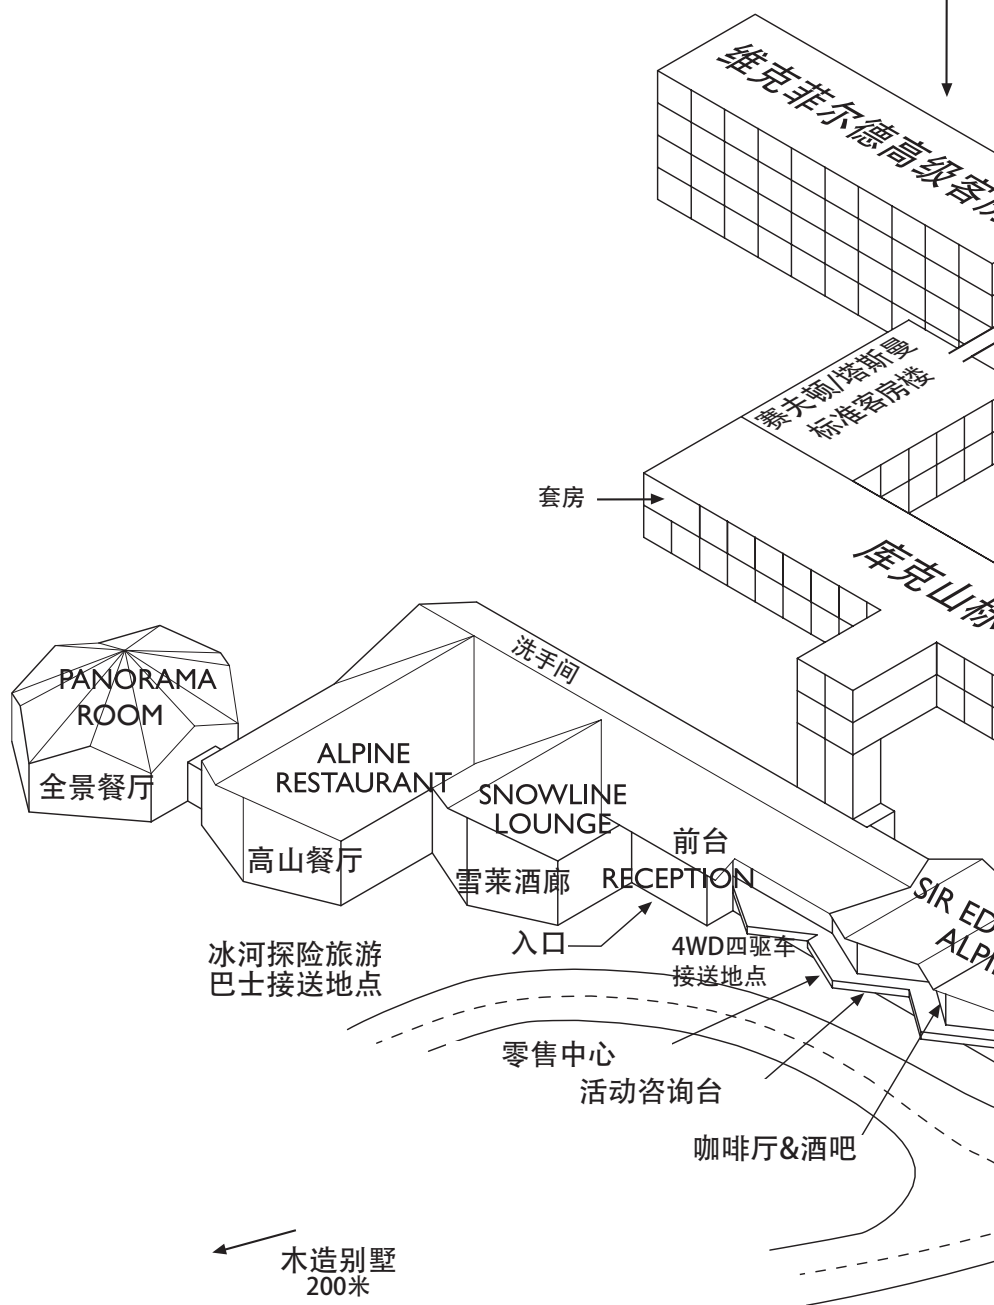 维克菲尔德高级客房
赛夫顿/塔斯曼
标准客房楼
套房
库克山标
洗手间
PANORAMA
ROOM
全景餐厅
ALPINE
RESTAURANT
高山餐厅
SNOWLINE
LOUNGE
雪莱酒廊
前台
RECEPTION
SIR ED
ALPI
入口
4WD四驱车
接送地点
冰河探险旅游
巴士接送地点
零售中心
活动咨询台
咖啡厅&酒吧
木造别墅
200米